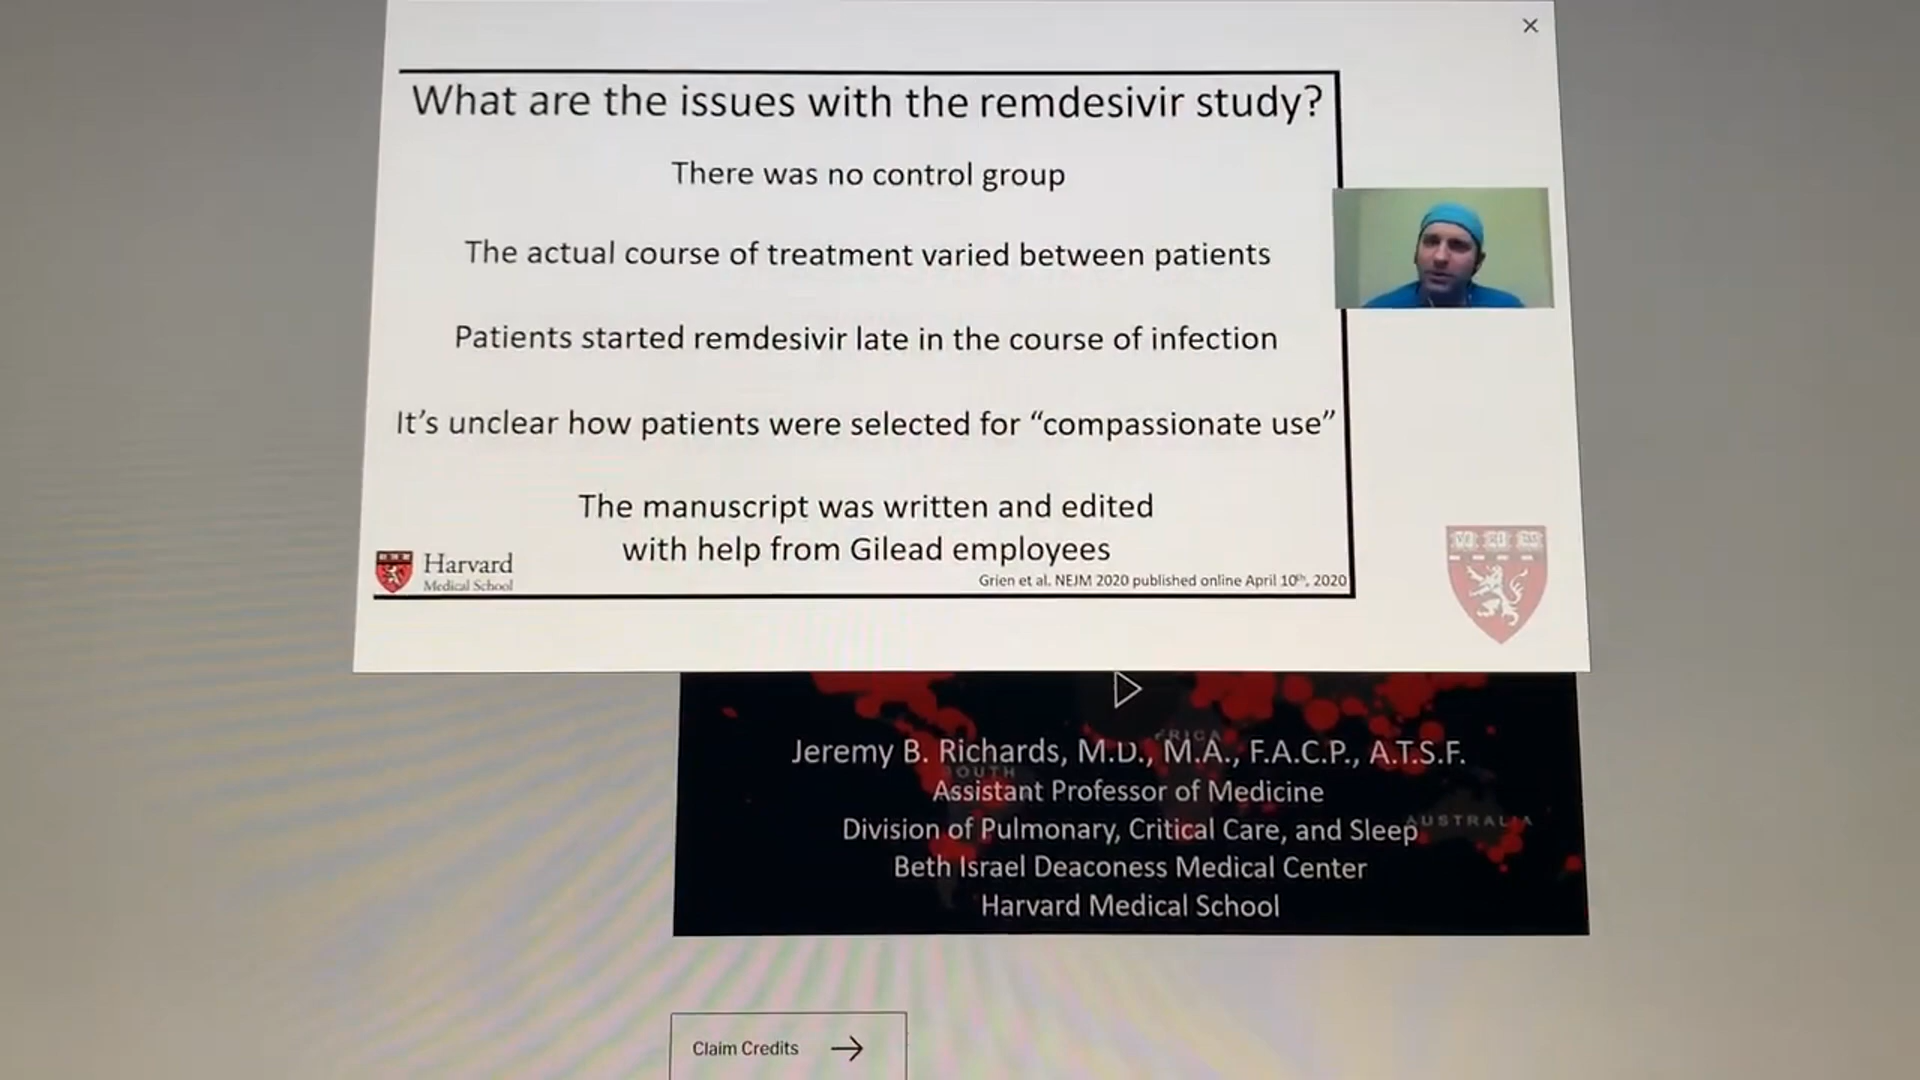 What are the issues with the remdesivir study?
There was no control group
The actual course of treatment varied between patients
Patients started remdesivir late in the course of infection
It's unclear how patients were selected for “compassionate use”
The manuscript was written and edited
with help from Gilead employees
Harvard
Medical School
Grien et al. NEJM 2020 published online April 10th, 2020
Jeremy B. Richards, M.D., M.A., F.A.C.P., A.T.S.F.
Assistant Professor of Medicine
Division of Pulmonary, Critical Care, and Sleep
AUSTRALIA
Beth Israel Deaconess Medical Center
Harvard Medical School
Claim Credits